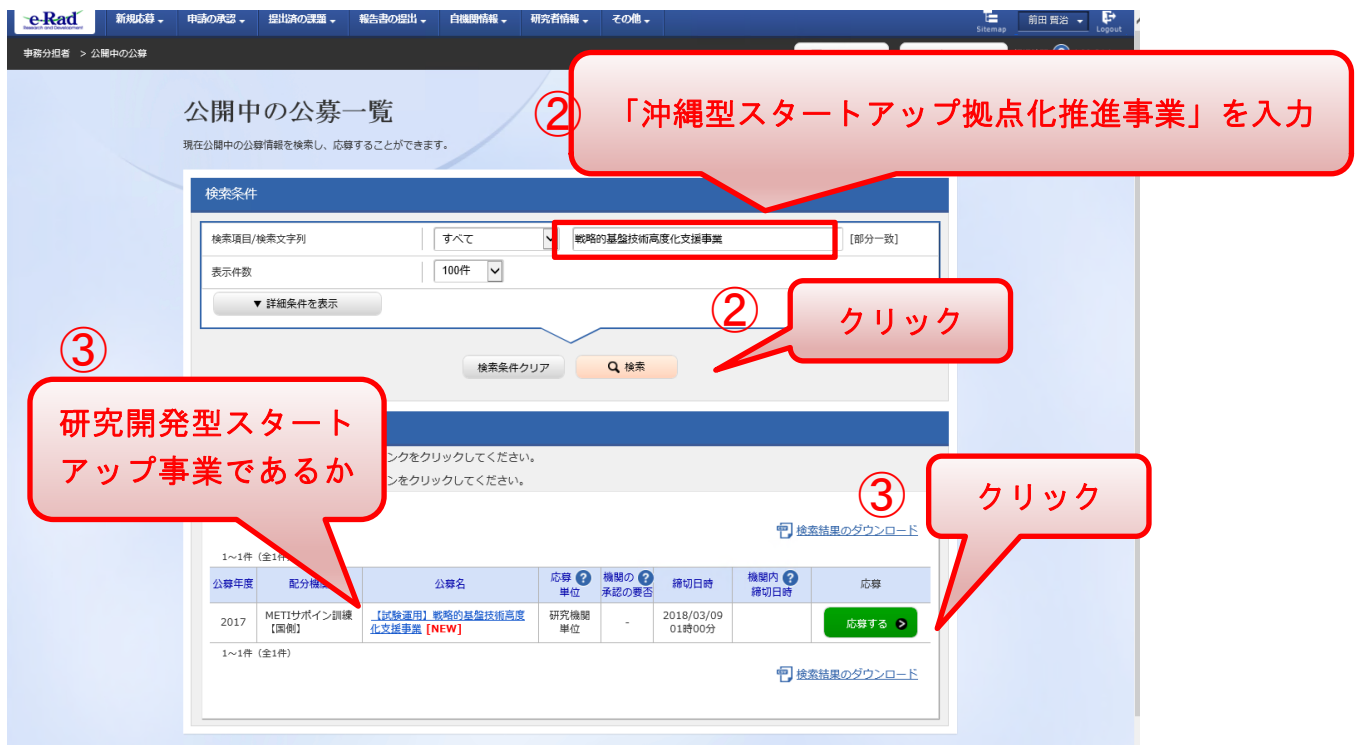 e-Rad
Research and Development
新規応募
申請の承認
提出済の課題
報告書の提出
自機関情報
研究者情報
その他
Sitemap
前田 賢治
Logout
事務分担者 > 公開中の公募
公開中の公募一覧
現在公開中の公募情報を検索し、応募することができます。
②
「沖縄型スタートアップ拠点化推進事業」を入力
検索条件
検索項目/検索文字列
すべて
戦略的基盤技術高度化支援事業
[部分一致]
表示件数
100件
▼ 詳細条件を表示
②
クリック
検索条件クリア
検索
③
研究開発型スタート
アップ事業であるか
ンクをクリックしてください。
ンをクリックしてください。
③
クリック
検索結果のダウンロード
1～1件（全1件
公募年度
配分機
公募名
応募 ?
単位
機関の ?
承認の要否
締切日時
機関内 ?
締切日時
応募
2017
METIサポイン訓練
【国側】
【試験運用】戦略的基盤技術高度
化支援事業 [NEW]
研究機関
単位
-
2018/03/09
01時00分
応募する
1～1件（全1件）
検索結果のダウンロード